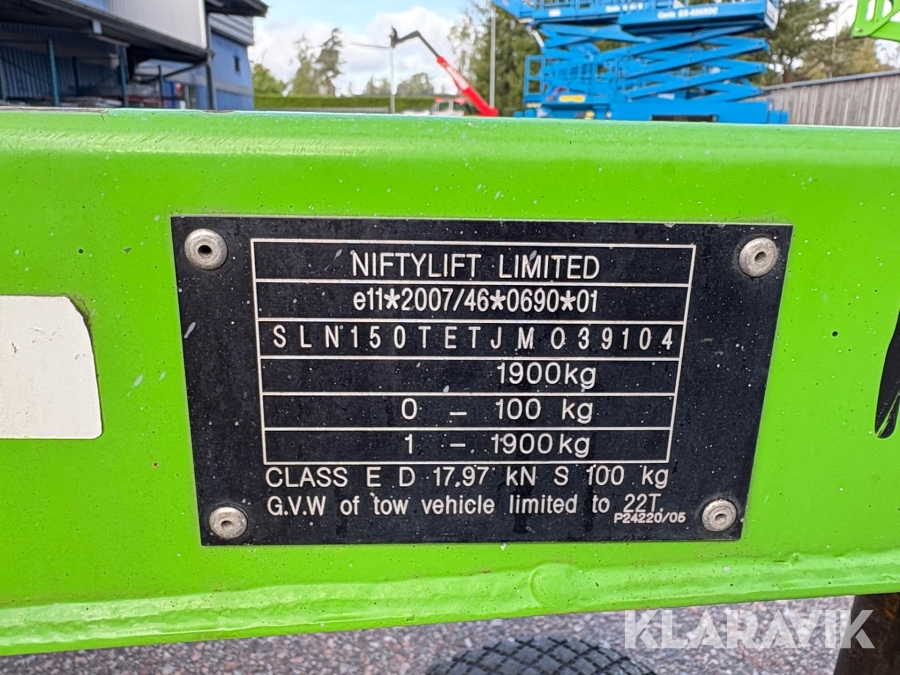 NIFTYLIFT LIMITED
e11*2007/46*0690*01
SLN150TETJM039104
1900kg
0 - 100 kg
1 - 1900kg
CLASS E D 17.97 kN S 100 kg
G.V.W of tow vehicle limited to 22T.
P24220/05
KLARAVIK